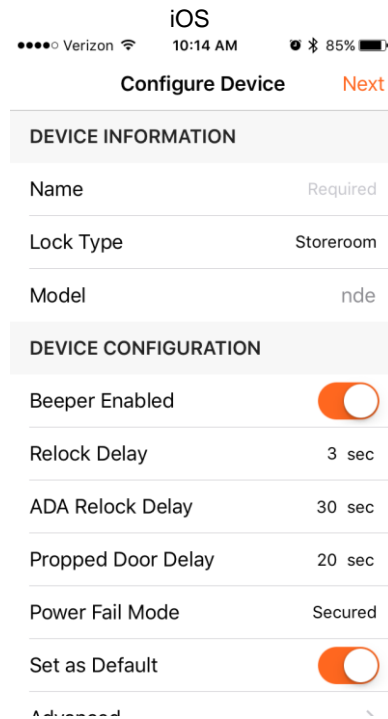 iOS
Verizon 10:14 AM 85%
Configure Device Next
DEVICE INFORMATION
Name Required
Lock Type Storeroom
Model nde
DEVICE CONFIGURATION
Beeper Enabled
Relock Delay 3 sec
ADA Relock Delay 30 sec
Propped Door Delay 20 sec
Power Fail Mode Secured
Set as Default
Advanced